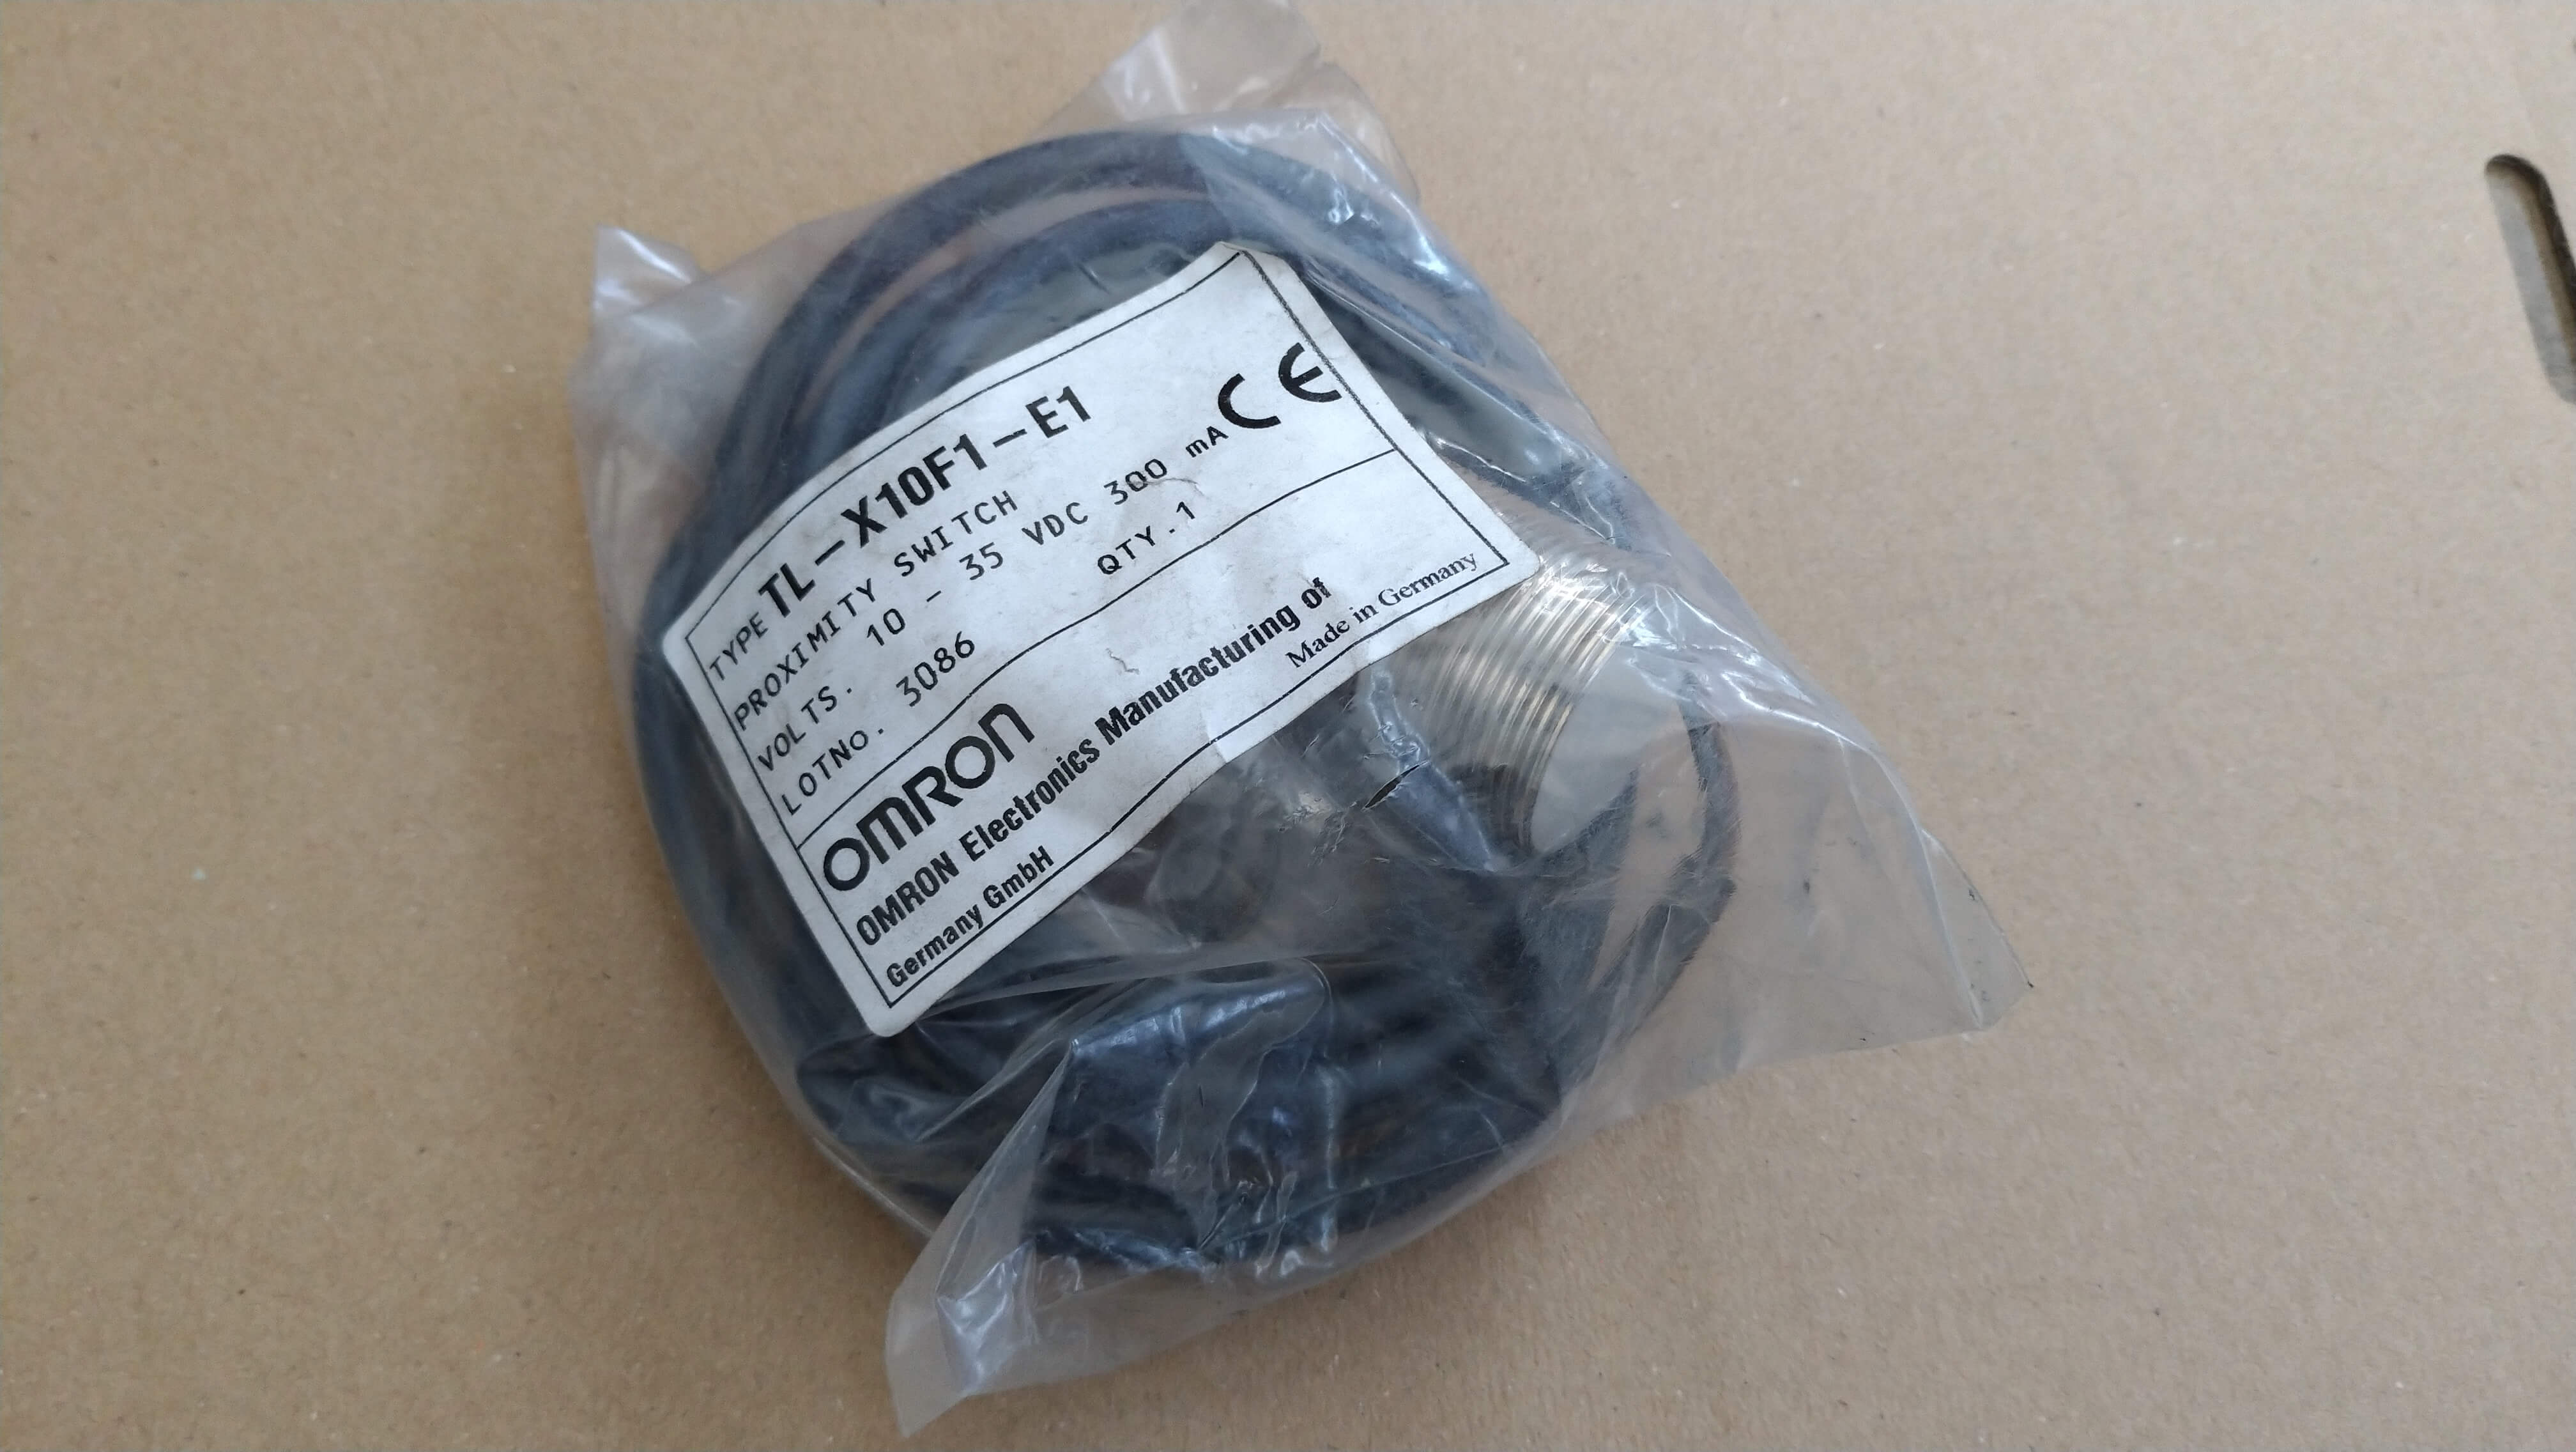 TYPE TL-X10F1-E1
PROXIMITY SWITCH
VOLTS. 10 - 35 VDC 300 mA CE
LOTNo. 3086 QTY.1
OMRON
OMRON Electronics Manufacturing of
Germany GmbH Made in Germany